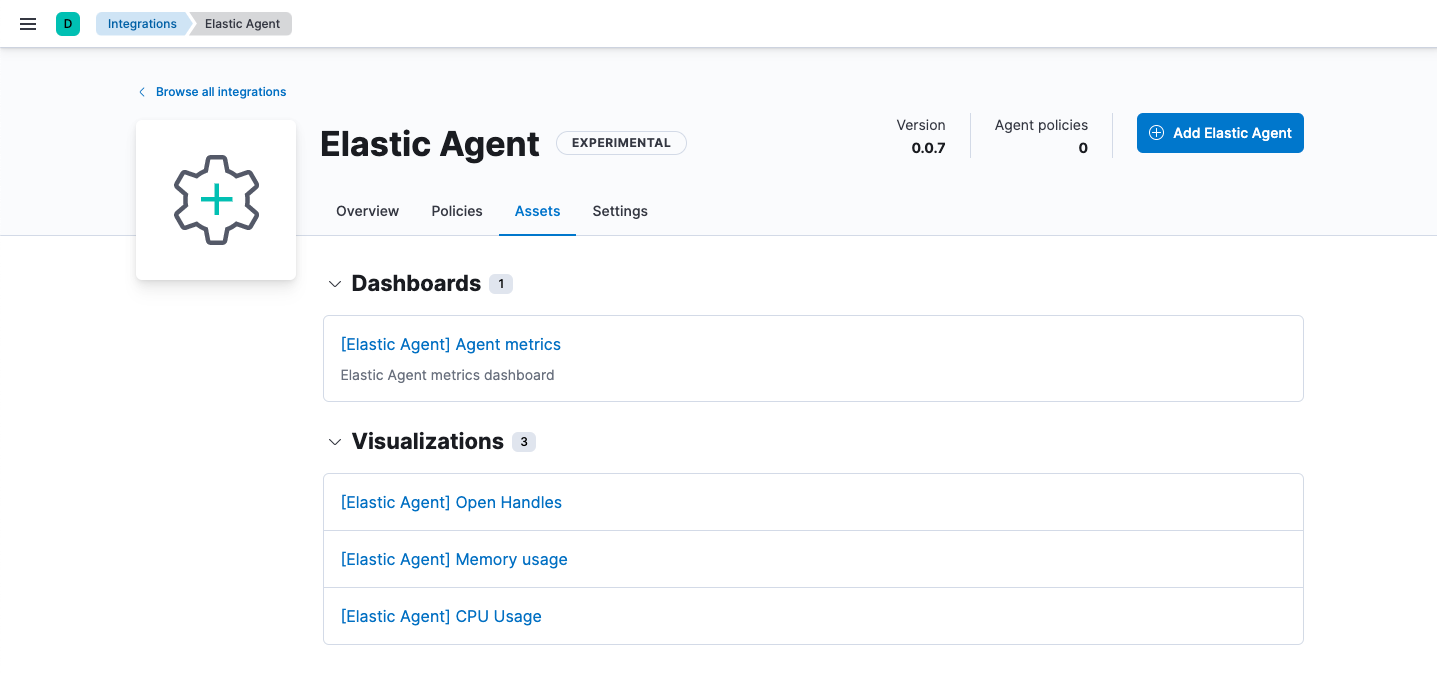 D Integrations Elastic Agent
Browse all integrations
Elastic Agent EXPERIMENTAL
Version
0.0.7
Agent policies
0
Add Elastic Agent
Overview Policies Assets Settings
Dashboards 1
[Elastic Agent] Agent metrics
Elastic Agent metrics dashboard
Visualizations 3
[Elastic Agent] Open Handles
[Elastic Agent] Memory usage
[Elastic Agent] CPU Usage